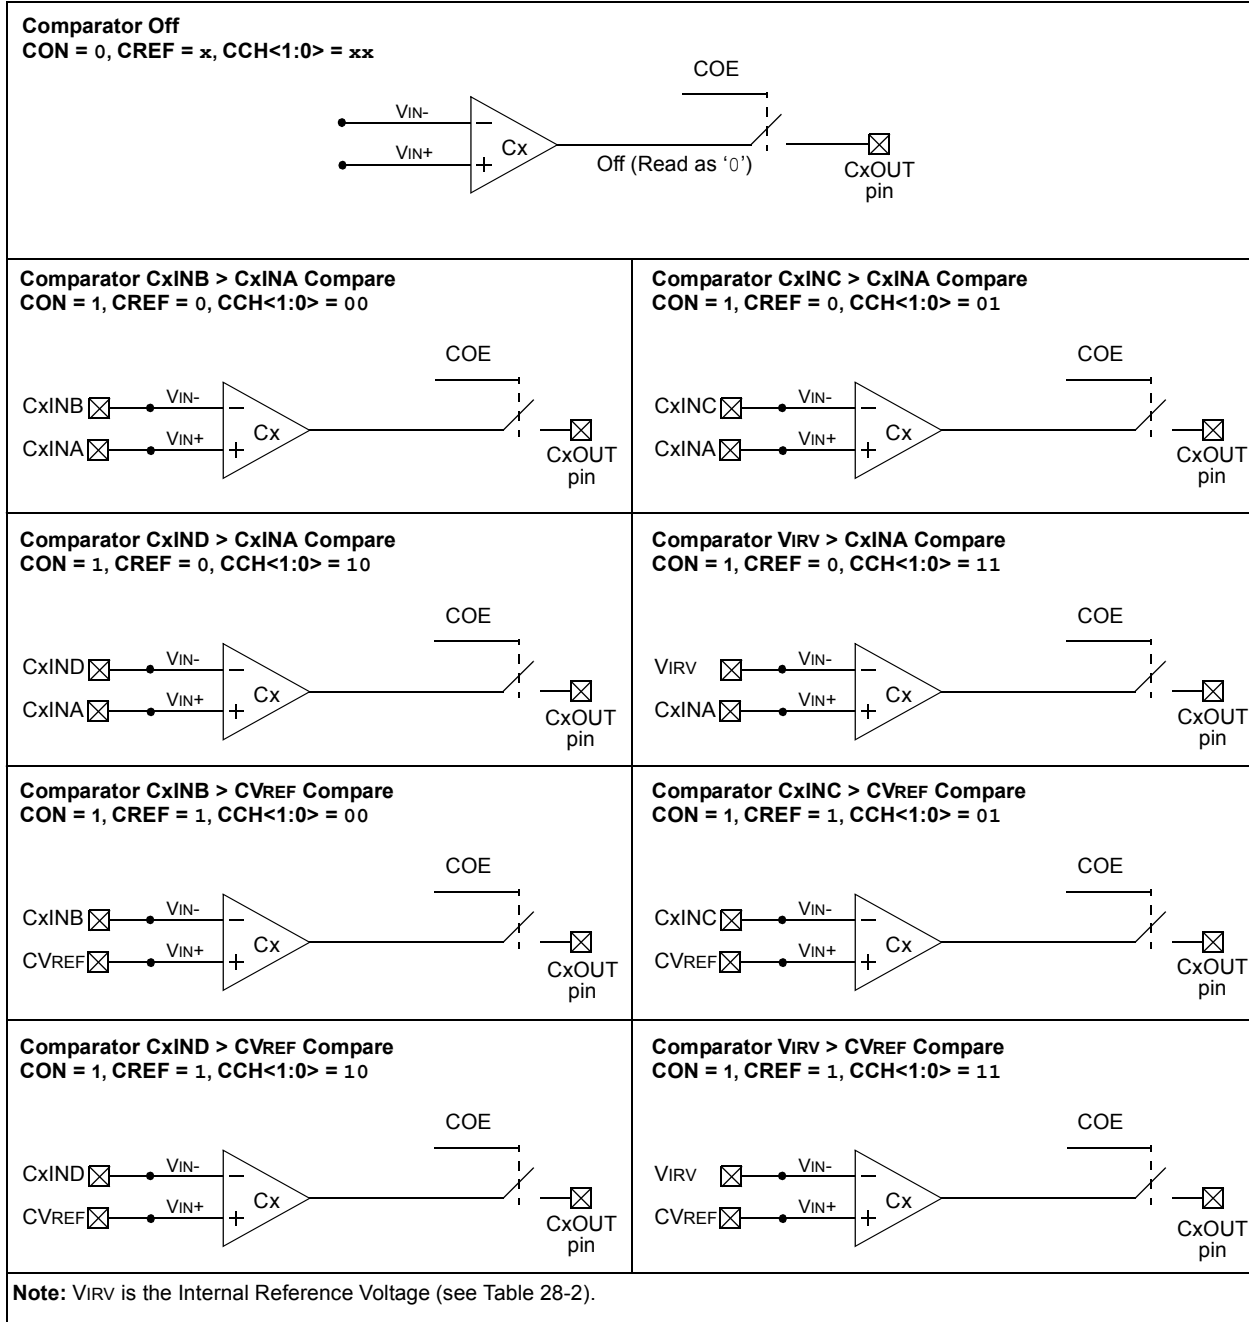 Comparator Off
CON = 0, CREF = x, CCH<1:0> = xx
COE
VIN-
VIN+
Cx
Off (Read as ‘0’)
CxOUT
pin
Comparator CxINB > CxINA Compare
CON = 1, CREF = 0, CCH<1:0> = 00
COE
CxINB
VIN-
CxINA
VIN+
Cx
CxOUT
pin
Comparator CxINC > CxINA Compare
CON = 1, CREF = 0, CCH<1:0> = 01
COE
CxINC
VIN-
CxINA
VIN+
Cx
CxOUT
pin
Comparator CxIND > CxINA Compare
CON = 1, CREF = 0, CCH<1:0> = 10
COE
CxIND
VIN-
CxINA
VIN+
Cx
CxOUT
pin
Comparator VIRV > CxINA Compare
CON = 1, CREF = 0, CCH<1:0> = 11
COE
VIRV
VIN-
CxINA
VIN+
Cx
CxOUT
pin
Comparator CxINB > CVREF Compare
CON = 1, CREF = 1, CCH<1:0> = 00
COE
CxINB
VIN-
CVREF
VIN+
Cx
CxOUT
pin
Comparator CxINC > CVREF Compare
CON = 1, CREF = 1, CCH<1:0> = 01
COE
CxINC
VIN-
CVREF
VIN+
Cx
CxOUT
pin
Comparator CxIND > CVREF Compare
CON = 1, CREF = 1, CCH<1:0> = 10
COE
CxIND
VIN-
CVREF
VIN+
Cx
CxOUT
pin
Comparator VIRV > CVREF Compare
CON = 1, CREF = 1, CCH<1:0> = 11
COE
VIRV
VIN-
CVREF
VIN+
Cx
CxOUT
pin
Note: VIRV is the Internal Reference Voltage (see Table 28-2).